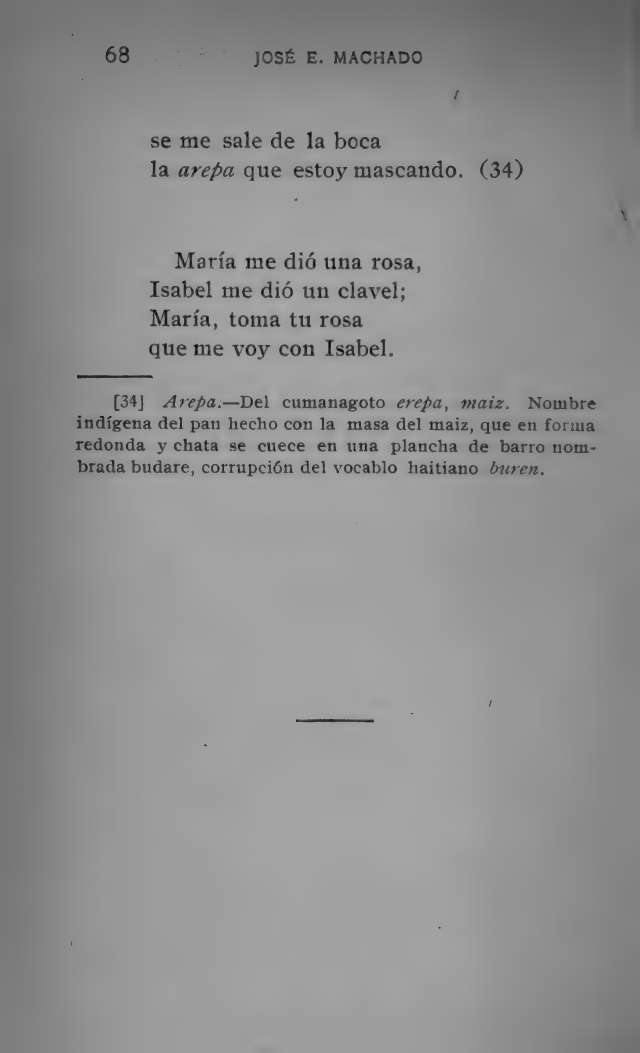 68 JOSÉ E. MACHADO
se me sale de la boca
la arepa que estoy mascando. (34)
María me dió una rosa,
Isabel me dió un clavel;
María, toma tu rosa
que me voy con Isabel.
[34] Arepa.—Del cumanagoto erepa, maiz. Nombre
indígena del pan hecho con la masa del maiz, que en forma
redonda y chata se cuece en una plancha de barro nom-
brada budare, corrupción del vocablo haitiano buren.